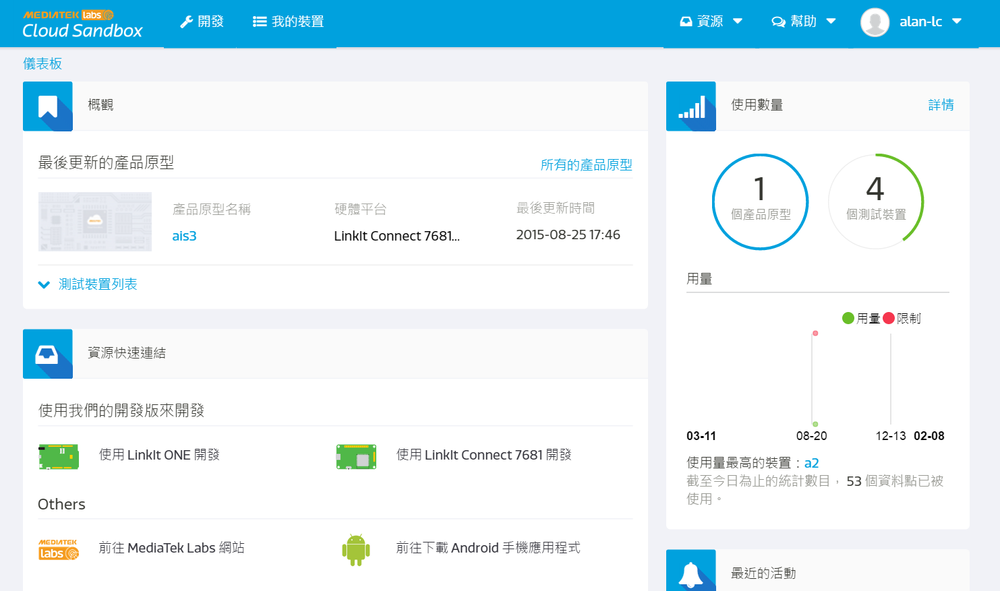 MEDIATEK labs
Cloud Sandbox
開發
我的裝置
資源
幫助
alan-lc
儀表板
概觀
最後更新的產品原型
所有的產品原型
產品原型名稱
硬體平台
最後更新時間
MEDIATEK
ais3
LinkIt Connect 7681...
2015-08-25 17:46
測試裝置列表
資源快速連結
使用我們的開發版來開發
使用 LinkIt ONE 開發
使用 LinkIt Connect 7681 開發
Others
MEDIATEK
labs
前往 MediaTek Labs 網站
前往下載 Android 手機應用程式
使用數量
詳情
1
個產品原型
4
個測試裝置
用量
用量 限制
03-11 08-20 12-13 02-08
使用量最高的裝置：a2
截至今日為止的統計數目， 53 個資料點已被
使用。
最近的活動